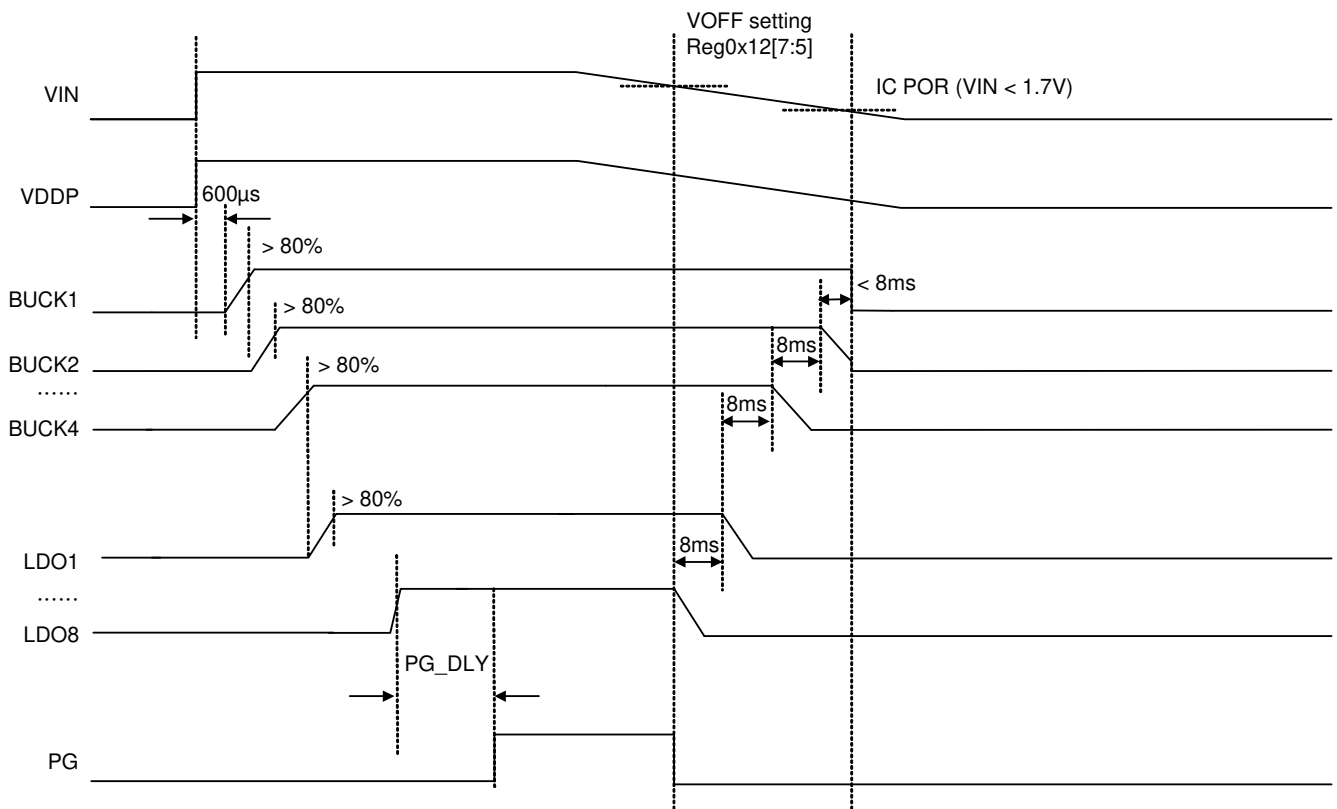 VOFF setting
Reg0x12[7:5]
VIN
IC POR (VIN < 1.7V)
VDDP
600µs
> 80%
BUCK1
< 8ms
> 80%
BUCK2
8ms
> 80%
......
BUCK4
8ms
> 80%
LDO1
8ms
......
LDO8
PG_DLY
PG